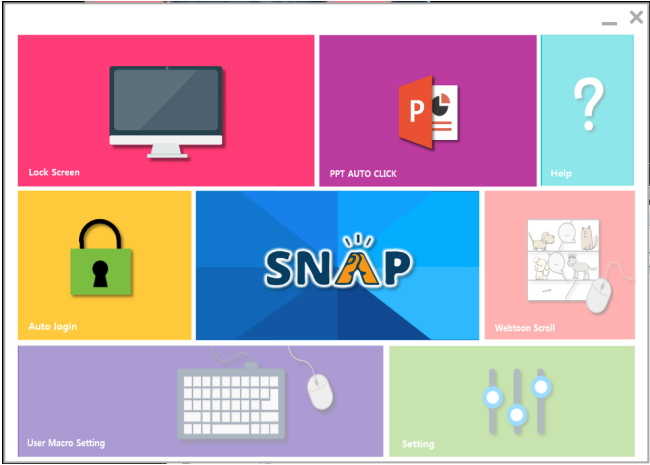 Lock Screen
P
PPT AUTO CLICK
?
Help
Auto login
SNAP
Webtoon Scroll
User Macro Setting
Setting